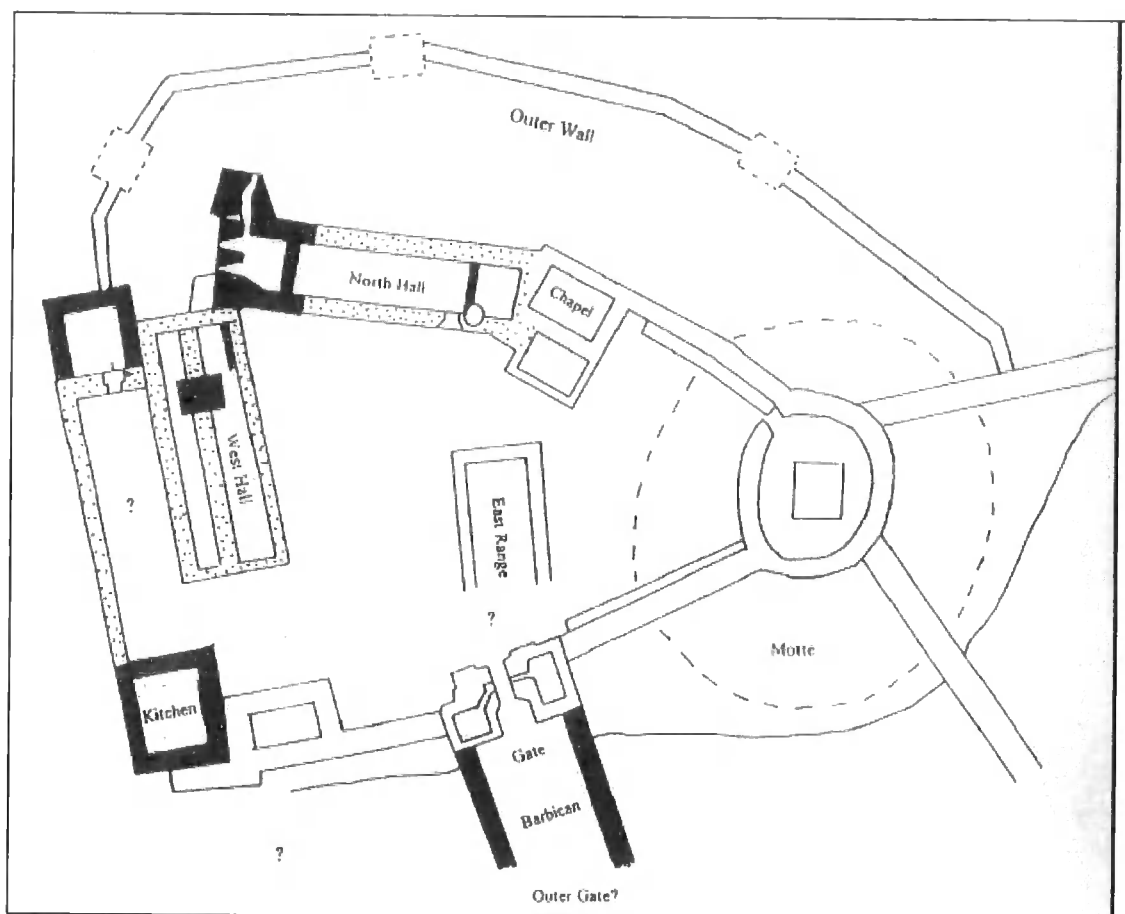 Outer Wall
North Hall
Chapel
West Hall
?
East Range
?
Motte
Kitchen
Gate
Barbican
?
Outer Gate?